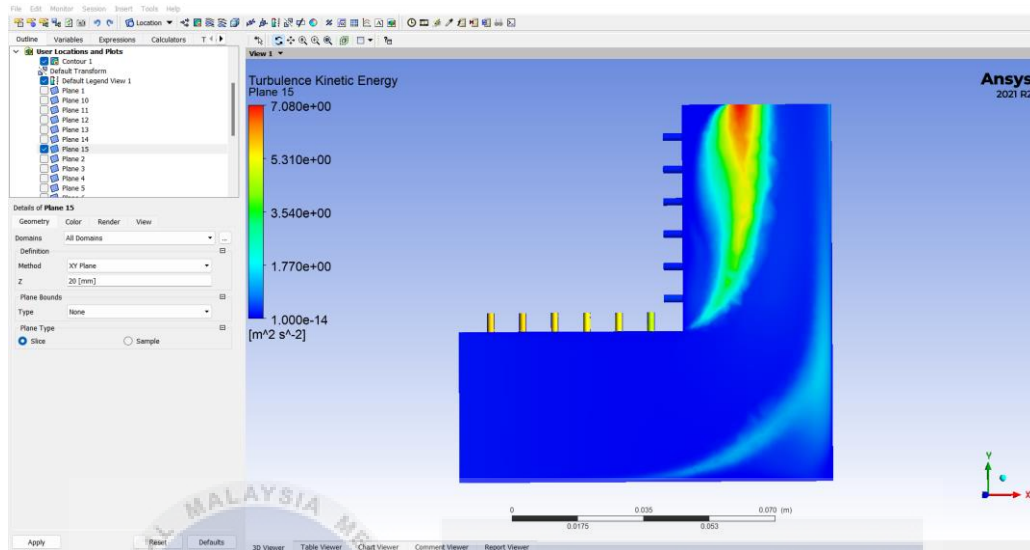 File Edit Monitor Session Insert Tools Help
Location
Outline Variables Expressions Calculators T
User Locations and Plots
Contour 1
Default Transform
Default Legend View 1
Plane 1
Plane 10
Plane 11
Plane 12
Plane 13
Plane 14
Plane 15
Plane 2
Plane 3
Plane 4
Plane 5
Details of Plane 15
Geometry Color Render View
Domains All Domains ...
Definition
Method XY Plane
Z 20 [mm]
Plane Bounds
Type None
Plane Type
Slice Sample
Apply Reset Defaults
View 1
Turbulence Kinetic Energy
Plane 15
7.080e+00
5.310e+00
3.540e+00
1.770e+00
1.000e-14
[m^2 s^-2]
Ansys
2021 R2
Y
X
0 0.035 0.070 (m)
0.0175 0.053
3D Viewer Table Viewer Chart Viewer Comment Viewer Report Viewer
MALAYSIA